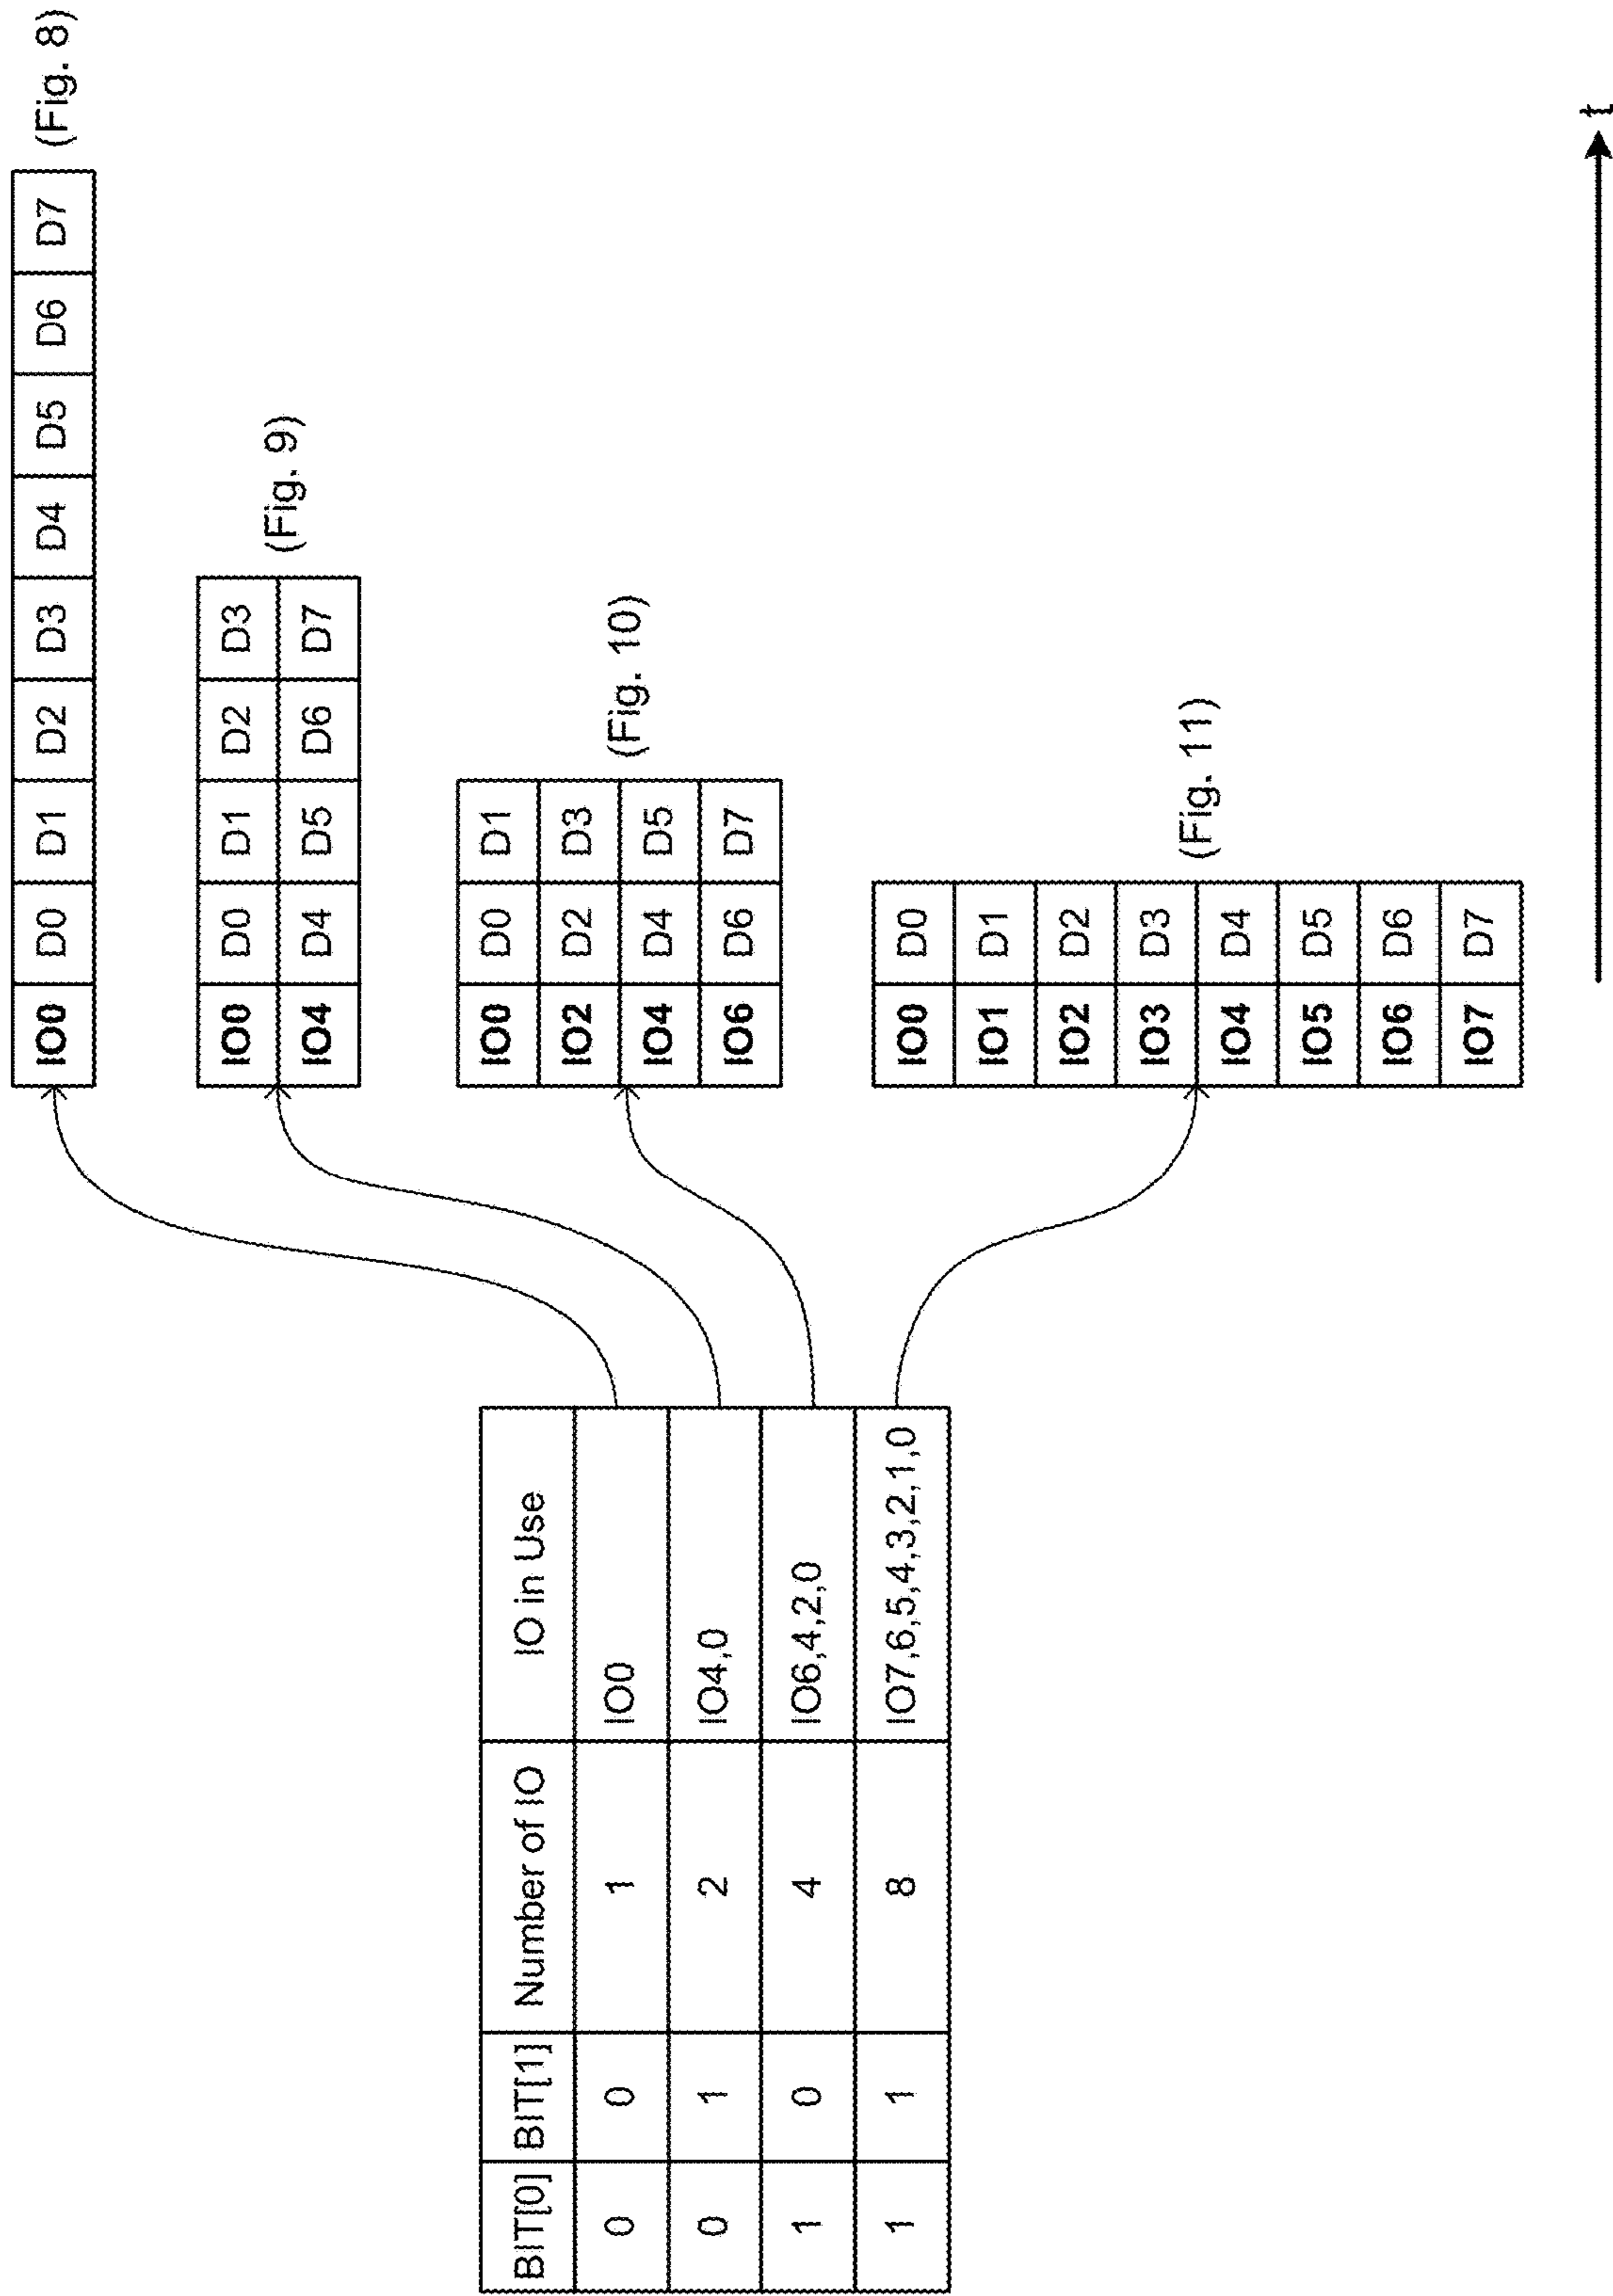 BIT[0] BIT[1] Number of IO IO in Use
0 0 1 IO0
0 1 2 IO4,0
1 0 4 IO6,4,2,0
1 1 8 IO7,6,5,4,3,2,1,0
IO0 D0 D1 D2 D3 D4 D5 D6 D7 (Fig. 8)
IO0 D0 D1 D2 D3
IO4 D4 D5 D6 D7
(Fig. 9)
IO0 D0 D1
IO2 D2 D3
IO4 D4 D5
IO6 D6 D7
(Fig. 10)
IO0 D0
IO1 D1
IO2 D2
IO3 D3
IO4 D4
IO5 D5
IO6 D6
IO7 D7
(Fig. 11)
t